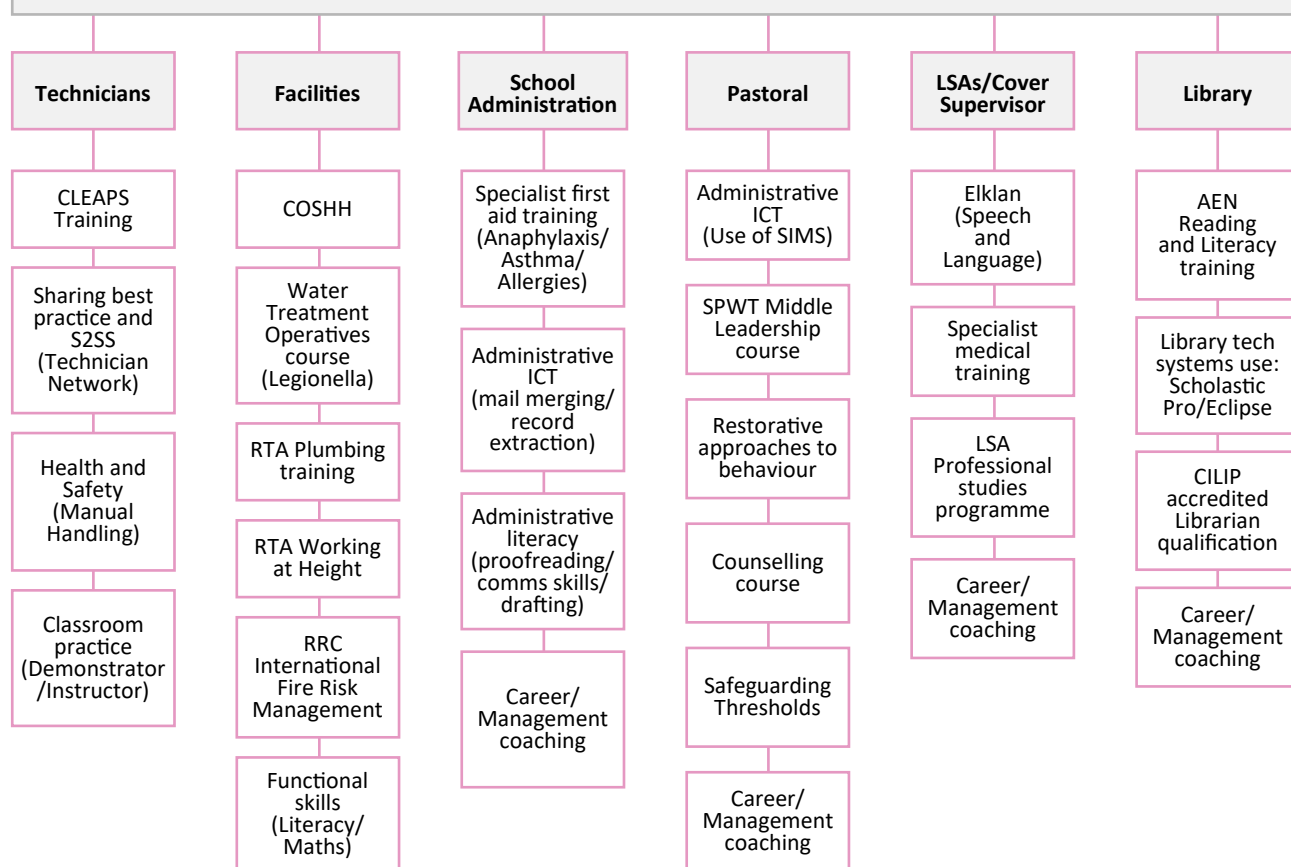 Technicians
CLEAPS
Training
Sharing best
practice and
S2SS
(Technician
Network)
Health and
Safety
(Manual
Handling)
Classroom
practice
(Demonstrator
/Instructor)
Facilities
COSHH
Water
Treatment
Operatives
course
(Legionella)
RTA Plumbing
training
RTA Working
at Height
RRC
International
Fire Risk
Management
Functional
skills
(Literacy/
Maths)
School
Administration
Specialist first
aid training
(Anaphylaxis/
Asthma/
Allergies)
Administrative
ICT
(mail merging/
record
extraction)
Administrative
literacy
(proofreading/
comms skills/
drafting)
Career/
Management
coaching
Pastoral
Administrative
ICT
(Use of SIMS)
SPWT Middle
Leadership
course
Restorative
approaches to
behaviour
Counselling
course
Safeguarding
Thresholds
Career/
Management
coaching
LSAs/Cover
Supervisor
Elklan
(Speech
and
Language)
Specialist
medical
training
LSA
Professional
studies
programme
Career/
Management
coaching
Library
AEN
Reading
and Literacy
training
Library tech
systems use:
Scholastic
Pro/Eclipse
CILIP
accredited
Librarian
qualification
Career/
Management
coaching